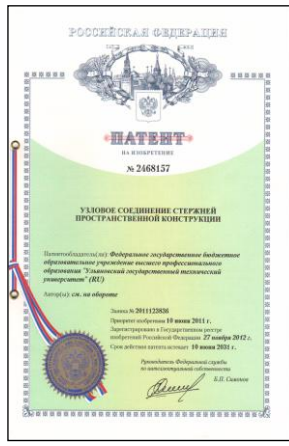 РОССИЙСКАЯ ФЕДЕРАЦИЯ
ПАТЕНТ
НА ИЗОБРЕТЕНИЕ
№ 2468157
УЗЛОВОЕ СОЕДИНЕНИЕ СТЕРЖНЕЙ
ПРОСТРАНСТВЕННОЙ КОНСТРУКЦИИ
Патентообладатель(ли): Федеральное государственное бюджетное
образовательное учреждение высшего профессионального
образования "Ульяновский государственный технический
университет" (RU)
Автор(ы): см. на обороте
Заявка № 2011123826
Приоритет изобретения 10 июня 2011 г.
Зарегистрировано в Государственном реестре
изобретений Российской Федерации 27 ноября 2012 г.
Срок действия патента истекает 10 июня 2031 г.
Руководитель Федеральной службы
по интеллектуальной собственности
Б.П. Симонов